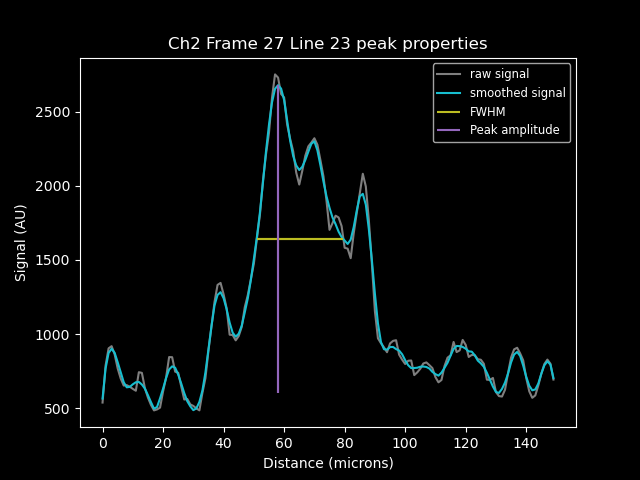 Ch2 Frame 27 Line 23 peak properties
raw signal
smoothed signal
FWHM
Peak amplitude
Signal (AU)
2500
2000
1500
1000
500
0 20 40 60 80 100 120 140
Distance (microns)